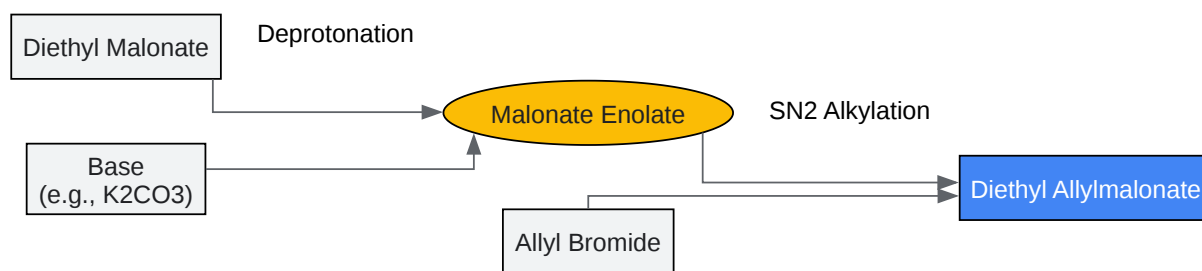 Diethyl Malonate
Deprotonation
Malonate Enolate
SN2 Alkylation
Base
(e.g., K2CO3)
Diethyl Allylmalonate
Allyl Bromide